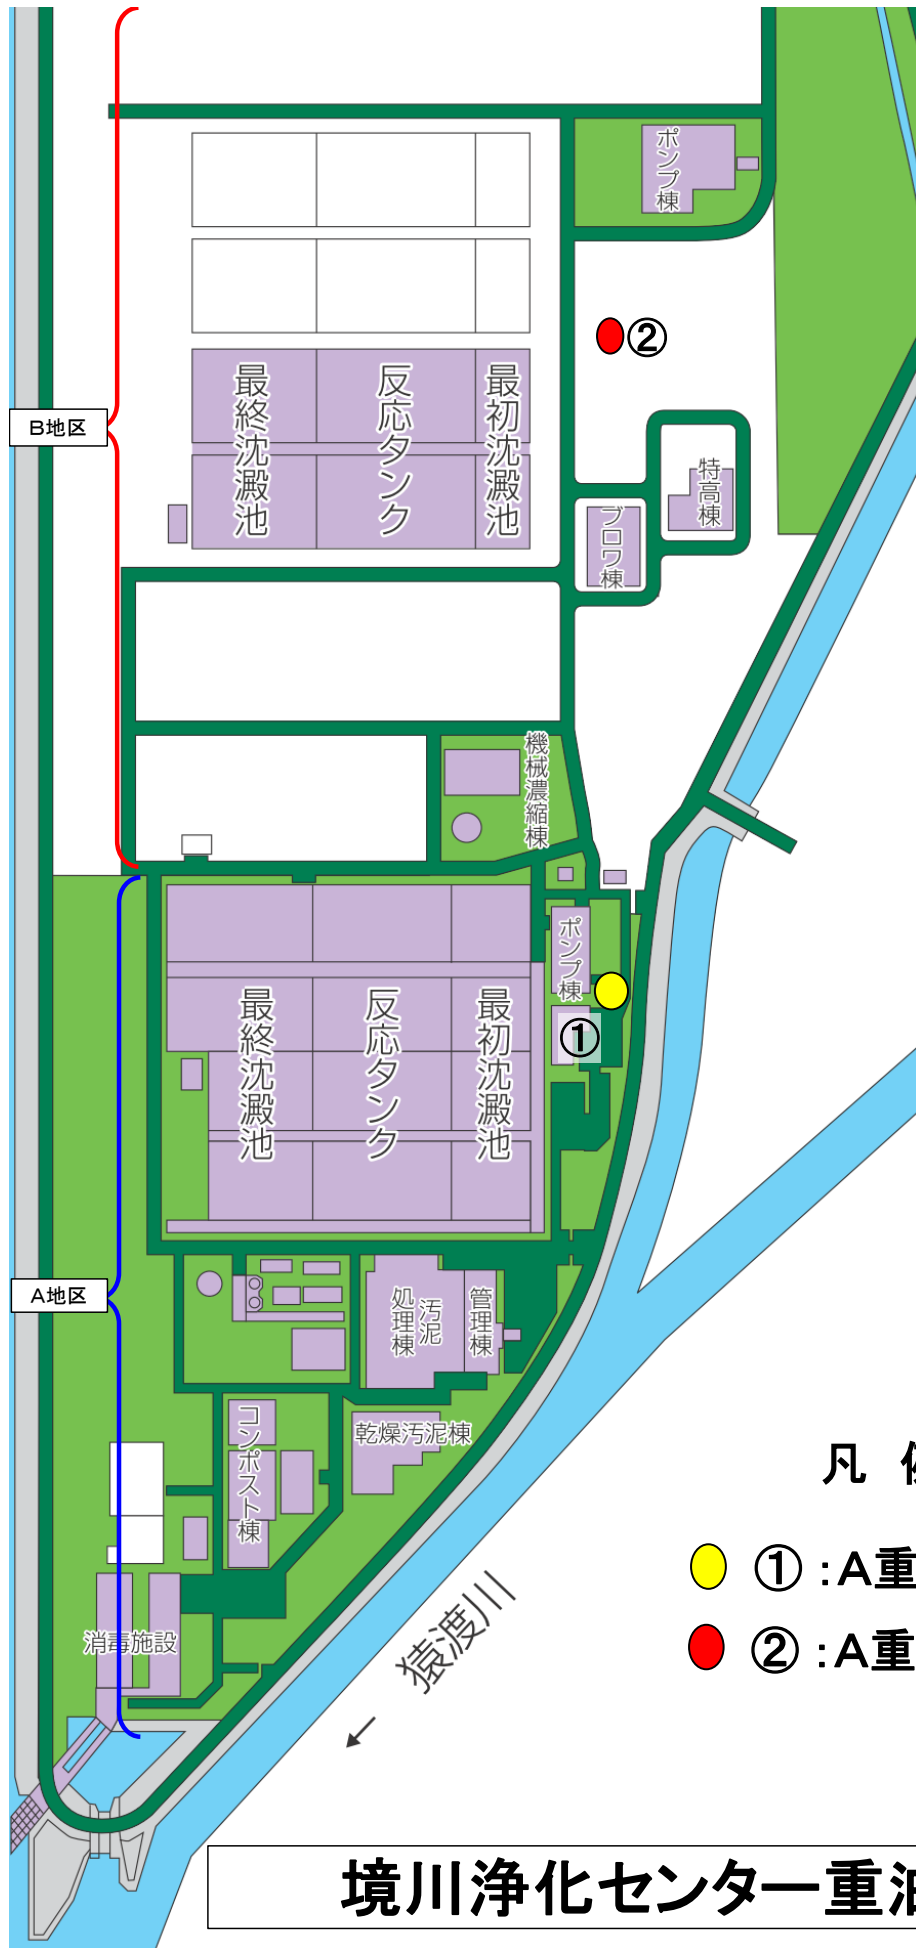 ポンプ棟
②
最終沈澱池
反応タンク
最初沈澱池
B地区
特高棟
ブロワ棟
機械濃縮棟
ポンプ棟
①
最終沈澱池
反応タンク
最初沈澱池
A地区
汚泥
処理棟
管理棟
コンポスト棟
乾燥汚泥棟
凡
① :A重
② :A重
消毒施設
猿渡川
←
境川浄化センター重油